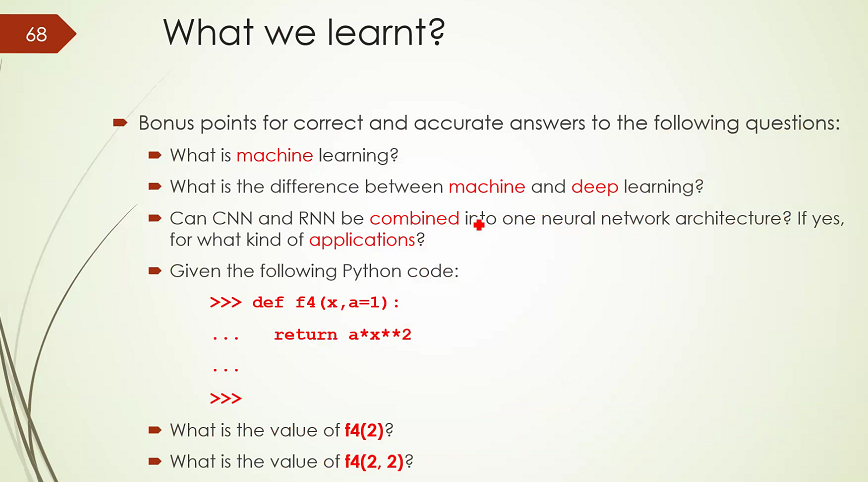 68
What we learnt?
Bonus points for correct and accurate answers to the following questions:
What is machine learning?
What is the difference between machine and deep learning?
Can CNN and RNN be combined into one neural network architecture? If yes,
for what kind of applications?
Given the following Python code:
>>> def f4(x,a=1):
...   return a*x**2
...
>>>
What is the value of f4(2)?
What is the value of f4(2, 2)?